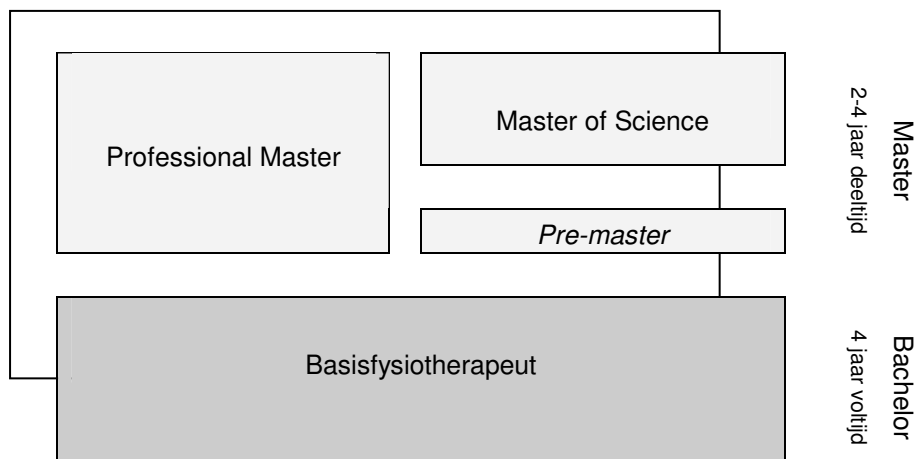 Professional Master
Master of Science
Pre-master
Master
2-4 jaar deeltijd
Basisfysiotherapeut
Bachelor
4 jaar voltijd